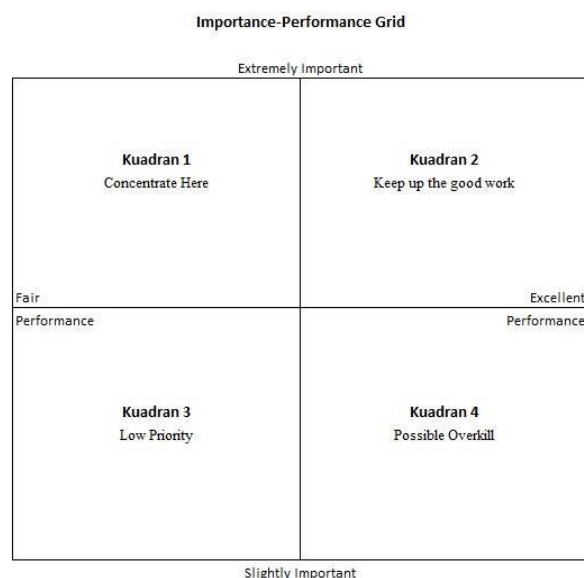 Importance-Performance Grid
Extremely Important
Kuadran 1
Concentrate Here
Kuadran 2
Keep up the good work
Fair
Performance
Excellent
Performance
Kuadran 3
Low Priority
Kuadran 4
Possible Overkill
Slightly Important